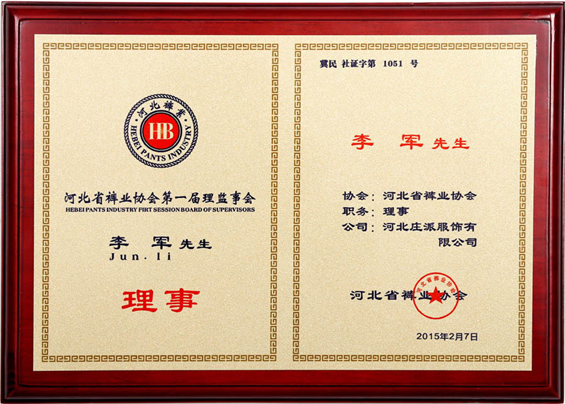 河北裤业
HB
HEBEI PANTS INDUSTRY
河北省裤业协会第一届理监事会
HEBEI PANTS INDUSTRY FIRT SESSION BOARD OF SUPERVISORS
李 军 先生
Jun. li
理事
冀民 社证字第 1051 号
李 军 先生
协会：河北省裤业协会
职务：理事
公司：河北庄派服饰有
限公司
河北省裤业协会
2015年2月7日